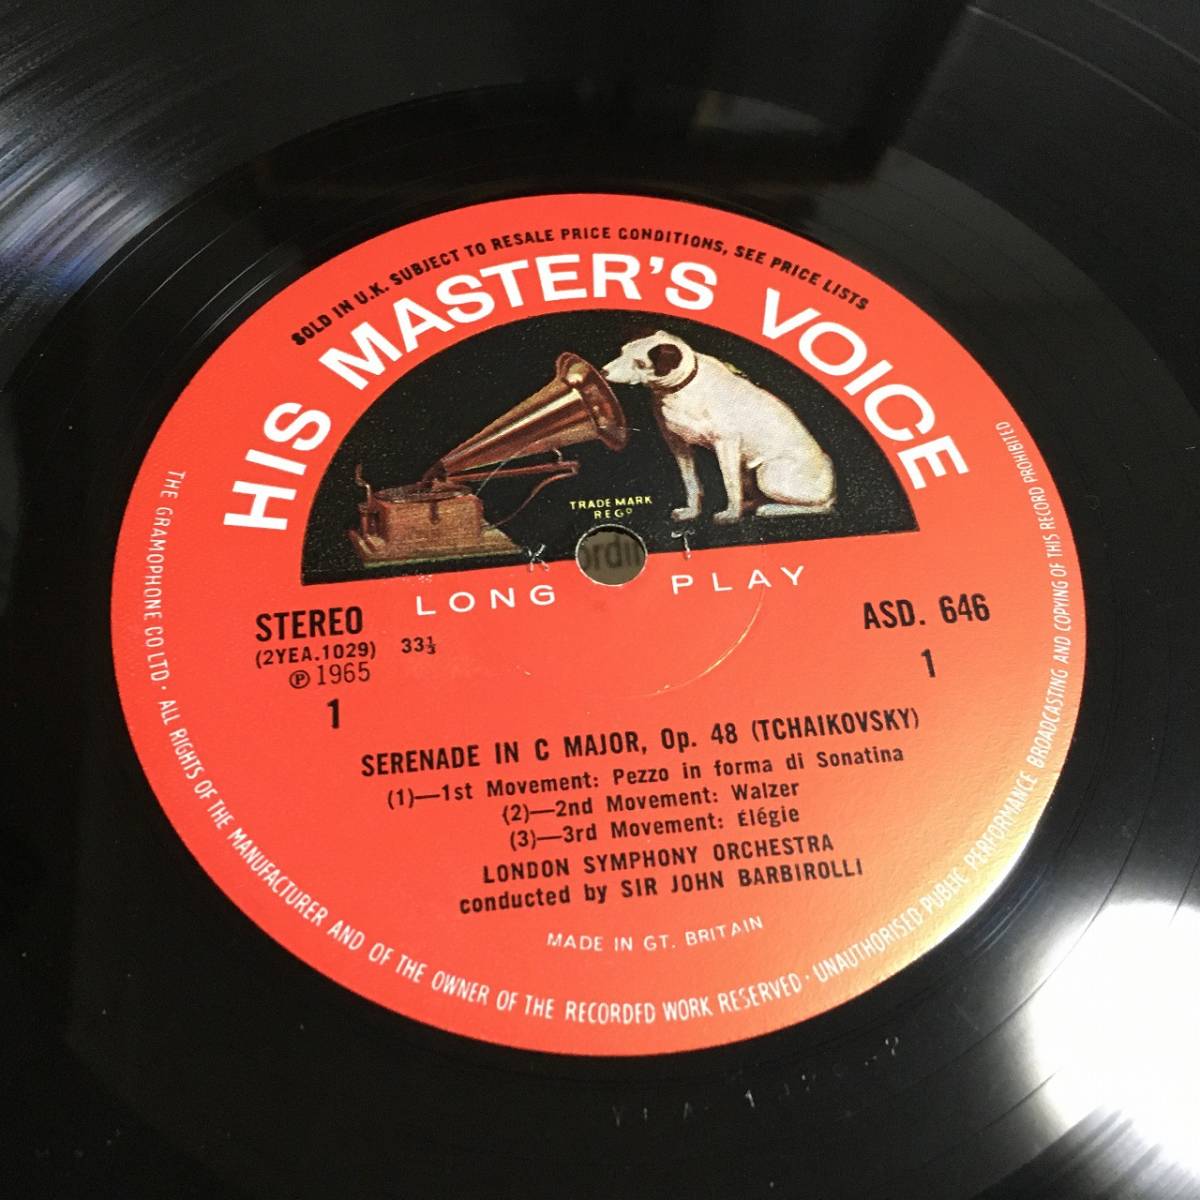 SOLD IN U.K. SUBJECT TO RESALE PRICE CONDITIONS, SEE PRICE LISTS
HIS MASTER'S VOICE
TRADE MARK
REGD
K T
LONG PLAY
STEREO
(2YEA.1029) 33⅓
℗ 1965
1
ASD. 646
1
SERENADE IN C MAJOR, Op. 48 (TCHAIKOVSKY)
(1)—1st Movement: Pezzo in forma di Sonatina
(2)—2nd Movement: Walzer
(3)—3rd Movement: Élégie
LONDON SYMPHONY ORCHESTRA
conducted by SIR JOHN BARBIROLLI
MADE IN GT. BRITAIN
THE GRAMOPHONE CO LTD · ALL RIGHTS OF THE MANUFACTURER AND OF THE OWNER OF THE RECORDED WORK RESERVED · UNAUTHORISED PUBLIC PERFORMANCE BROADCASTING AND COPYING OF THIS RECORD PROHIBITED